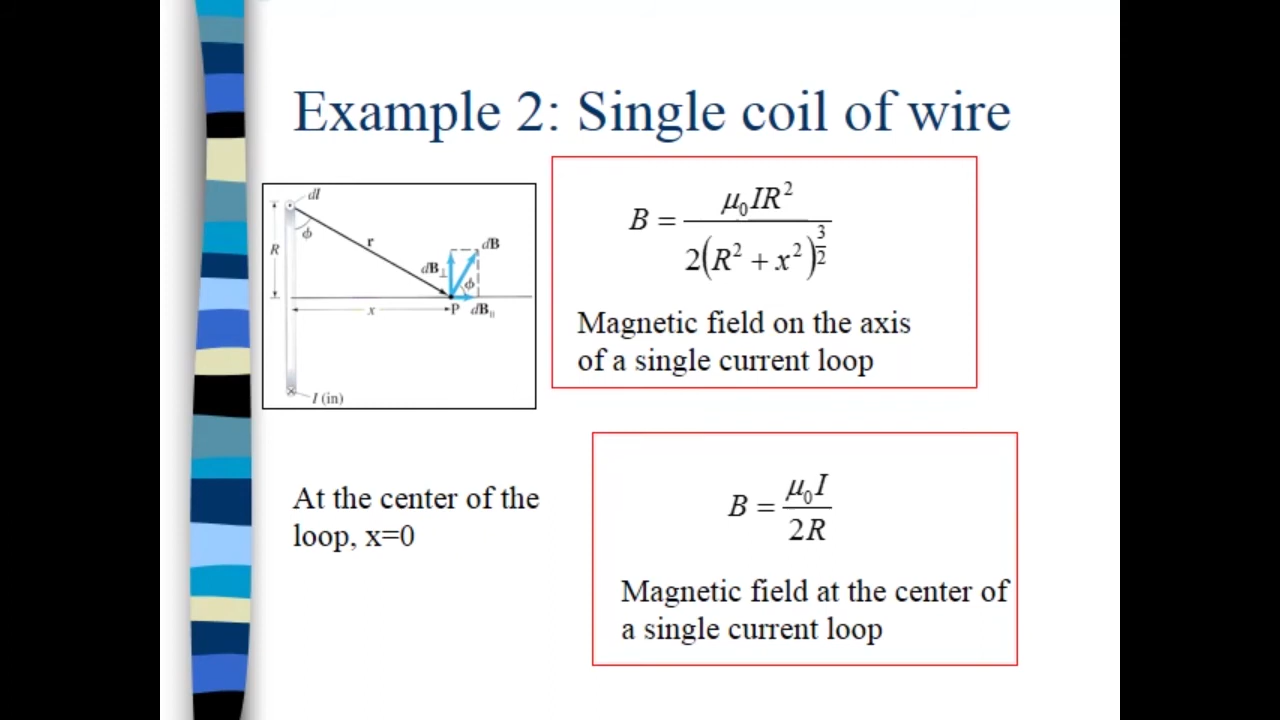 Example 2: Single coil of wire
dl
ϕ
R
r
dB
dB⊥
ϕ
x
P dB||
I (in)
B = μ₀IR² / 2(R² + x²)^(3/2)
Magnetic field on the axis
of a single current loop
At the center of the
loop, x=0
B = μ₀I / 2R
Magnetic field at the center of
a single current loop